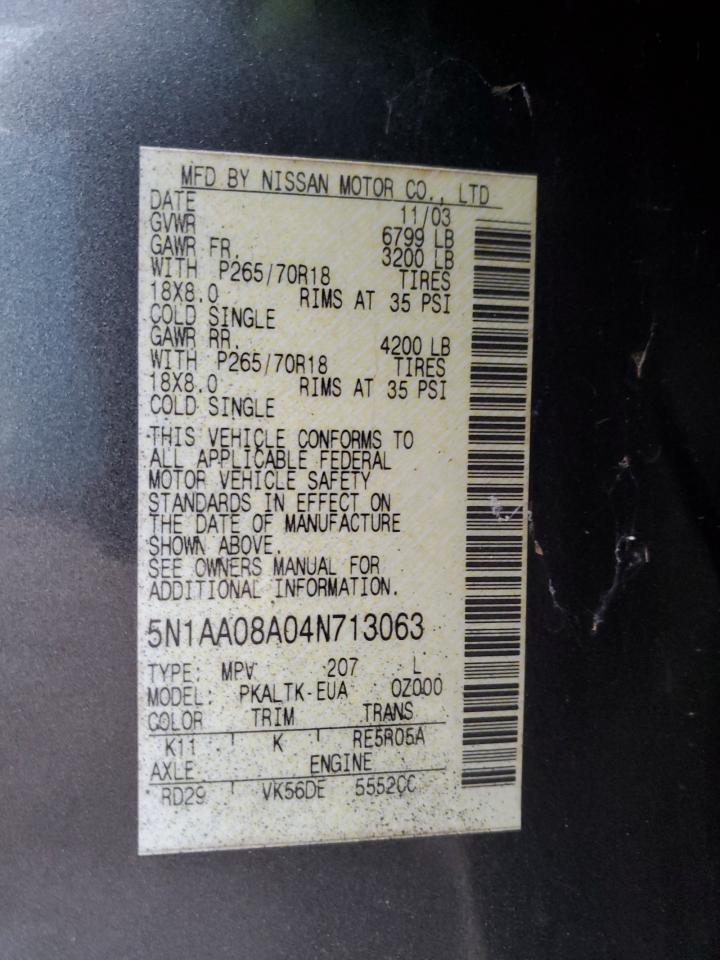 MFD BY NISSAN MOTOR CO., LTD
DATE 11/03
GVWR 6799 LB
GAWR FR. 3200 LB
WITH P265/70R18 TIRES
18X8.0 RIMS AT 35 PSI
COLD SINGLE
GAWR RR. 4200 LB
WITH P265/70R18 TIRES
18X8.0 RIMS AT 35 PSI
COLD SINGLE
THIS VEHICLE CONFORMS TO
ALL APPLICABLE FEDERAL
MOTOR VEHICLE SAFETY
STANDARDS IN EFFECT ON
THE DATE OF MANUFACTURE
SHOWN ABOVE.
SEE OWNERS MANUAL FOR
ADDITIONAL INFORMATION.
5N1AA08A04N713063
TYPE: MPV 207 L
MODEL: PKALTK-EUA 0Z000
COLOR TRIM TRANS
K11 K RE5R05A
AXLE ENGINE
RD29 VK56DE 5552CC